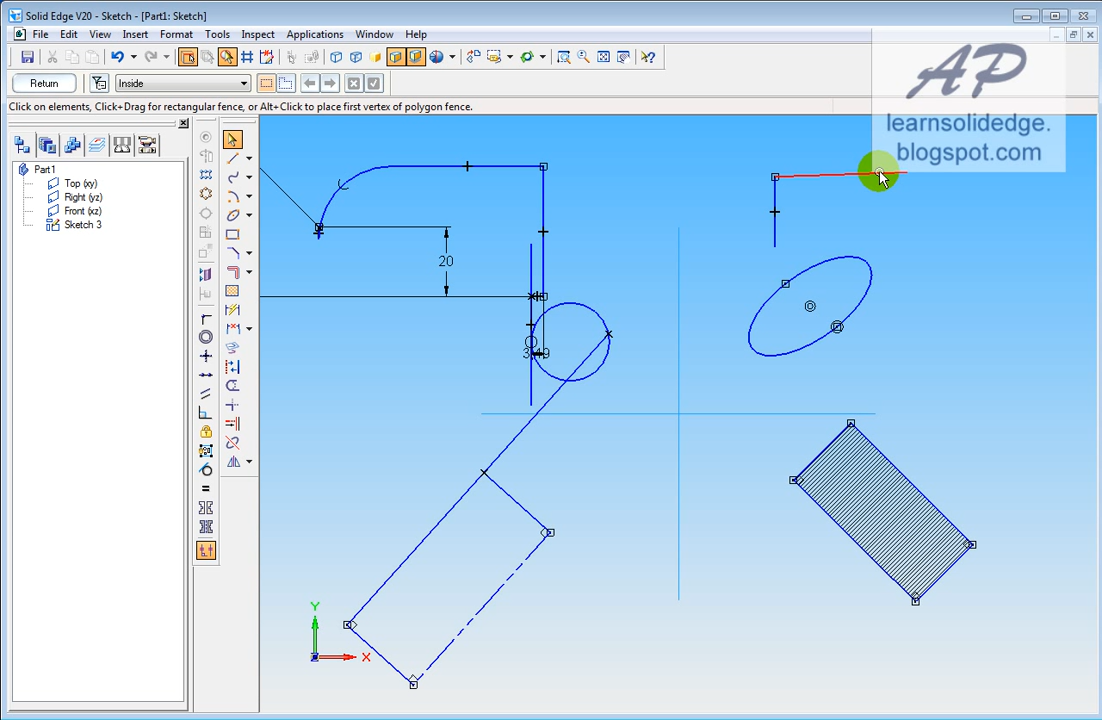 Solid Edge V20 - Sketch - [Part1: Sketch]
File Edit View Insert Format Tools Inspect Applications Window Help
Return Inside
Click on elements, Click+Drag for rectangular fence, or Alt+Click to place first vertex of polygon fence.
AP
learnsolidedge.
blogspot.com
Part1
Top (xy)
Right (yz)
Front (xz)
Sketch 3
20
Y
X